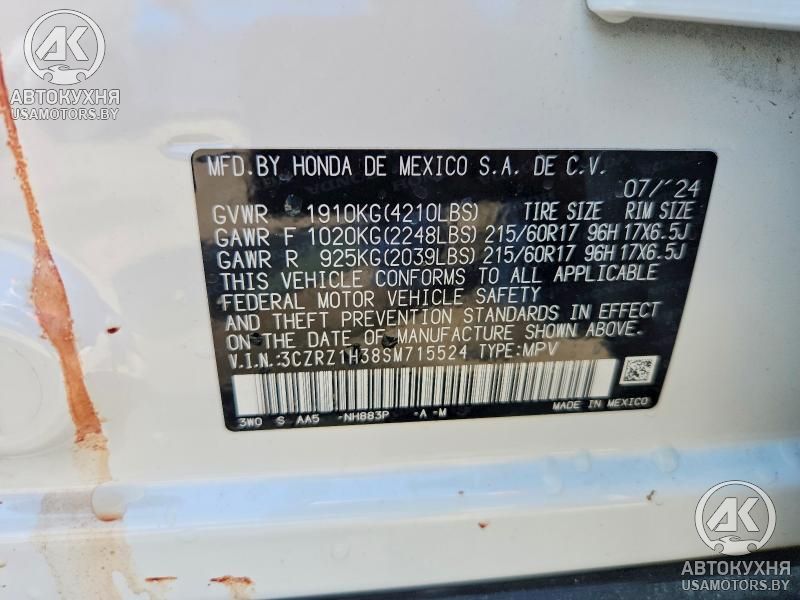 AK
АВТОКУХНЯ
USAMOTORS.BY
MFD.BY HONDA DE MEXICO S.A. DE C.V.
07/'24
GVWR 1910KG(4210LBS) TIRE SIZE RIM SIZE
GAWR F 1020KG(2248LBS) 215/60R17 96H 17X6.5J
GAWR R 925KG(2039LBS) 215/60R17 96H 17X6.5J
THIS VEHICLE CONFORMS TO ALL APPLICABLE
FEDERAL MOTOR VEHICLE SAFETY
AND THEFT PREVENTION STANDARDS IN EFFECT
ON THE DATE OF MANUFACTURE SHOWN ABOVE.
V.I.N.:3CZRZ1H38SM715524 TYPE:MPV
3W0 S AA5 -NH883P -A -M
MADE IN MEXICO
AK
АВТОКУХНЯ
USAMOTORS.BY